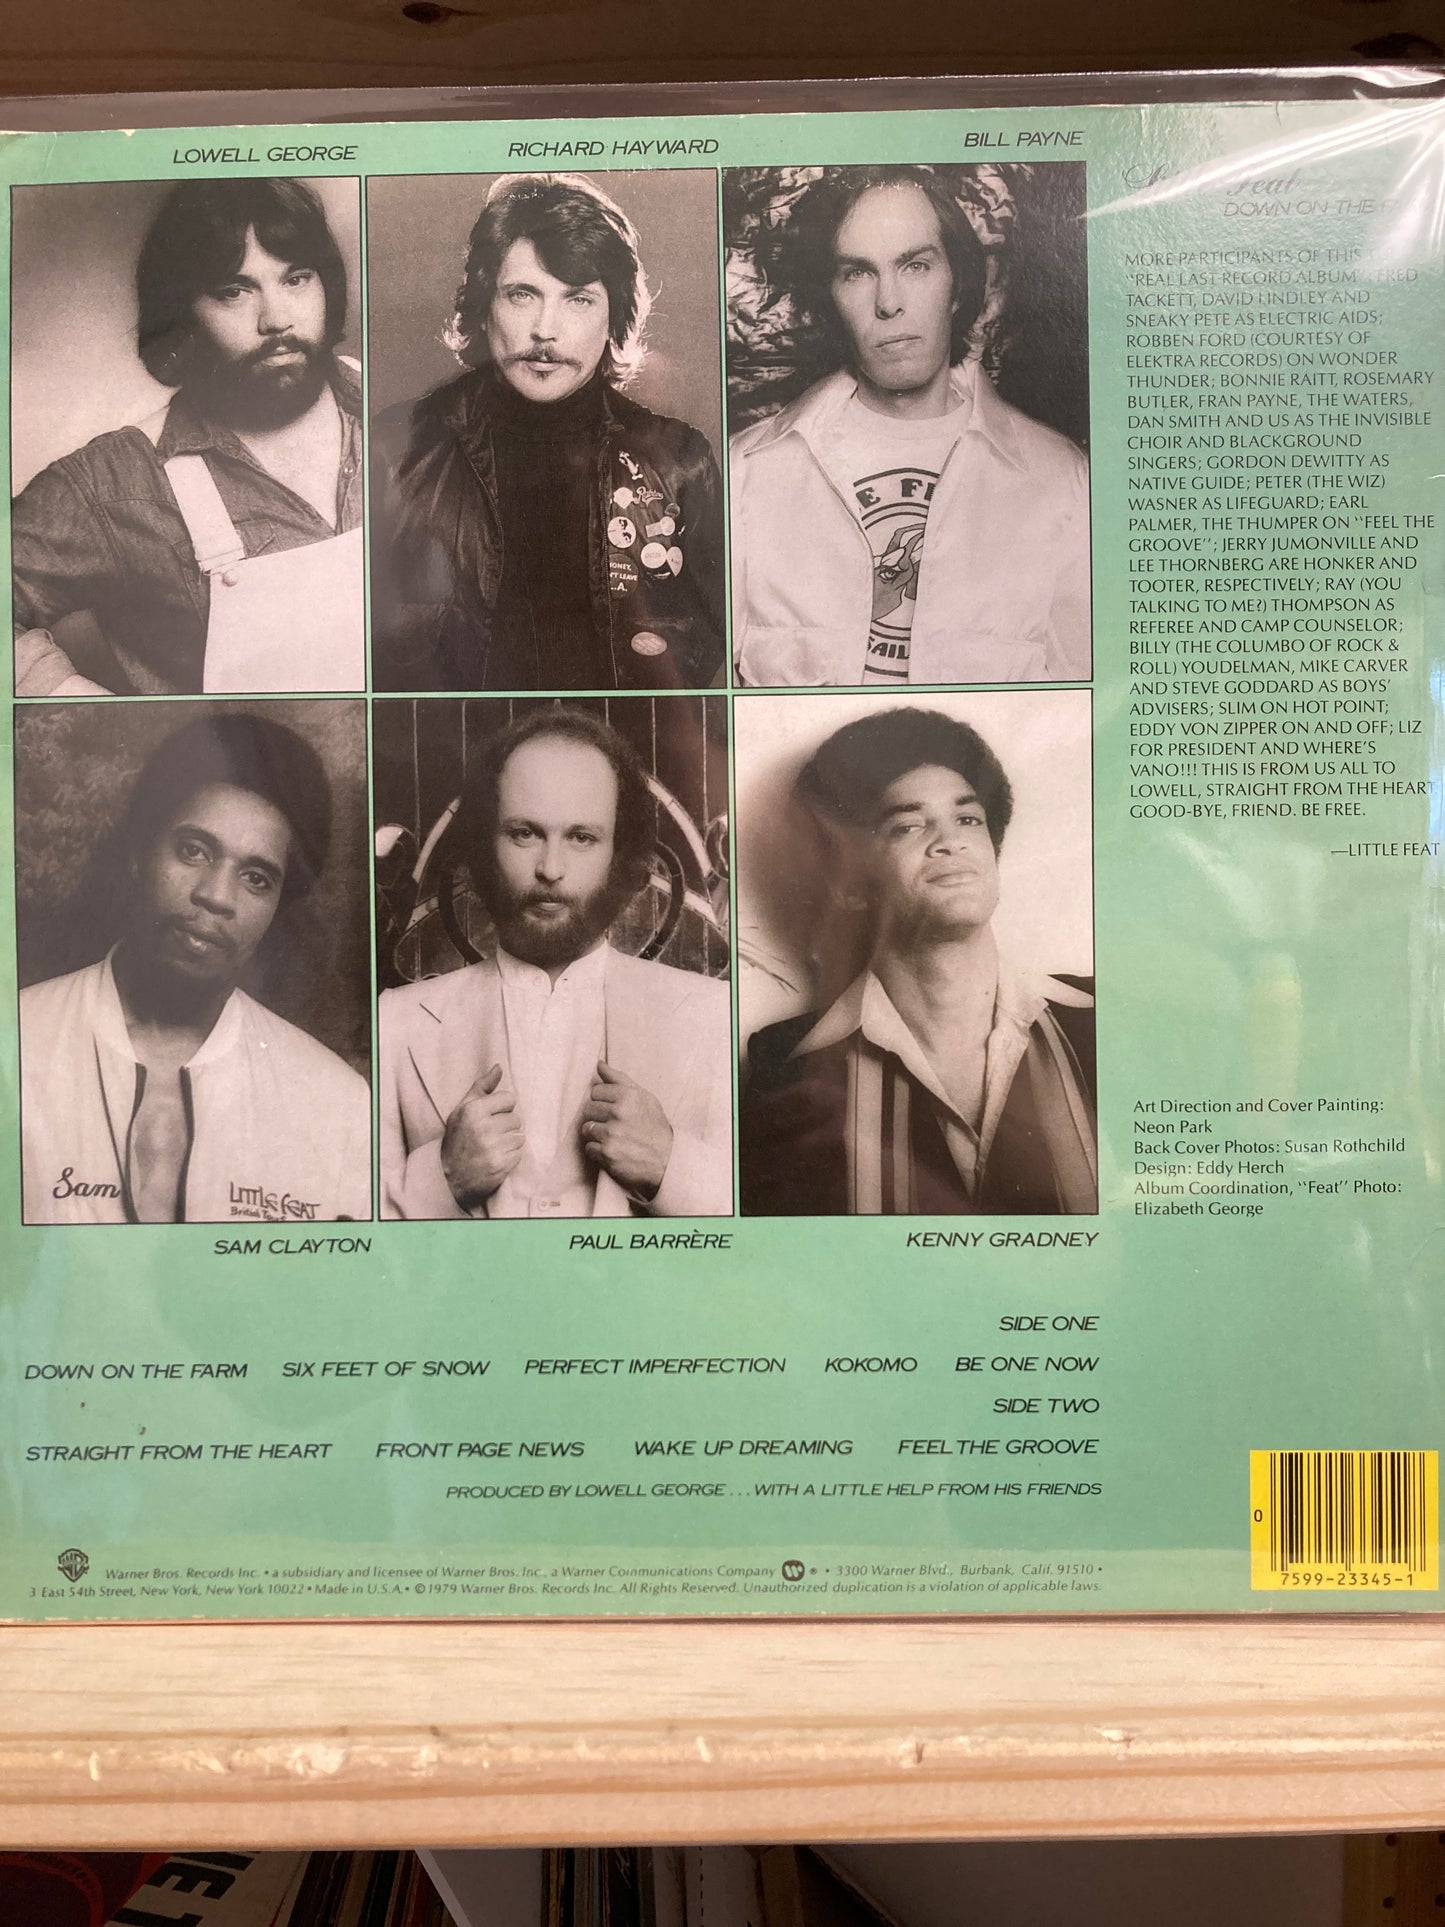 LOWELL GEORGE RICHARD HAYWARD BILL PAYNE
Feat
DOWN ON THE
MORE PARTICIPANTS OF THIS
"REAL LAST RECORD ALBUM FRED
TACKETT, DAVID LINDLEY AND
SNEAKY PETE AS ELECTRIC AIDS;
ROBBEN FORD (COURTESY OF
ELEKTRA RECORDS) ON WONDER
THUNDER; BONNIE RAITT, ROSEMARY
BUTLER, FRAN PAYNE, THE WATERS,
DAN SMITH AND US AS THE INVISIBLE
CHOIR AND BLACKGROUND
SINGERS; GORDON DEWITTY AS
NATIVE GUIDE; PETER (THE WIZ)
WASNER AS LIFEGUARD; EARL
PALMER, THE THUMPER ON "FEEL THE
GROOVE"; JERRY JUMONVILLE AND
LEE THORNBERG ARE HONKER AND
TOOTER, RESPECTIVELY; RAY (YOU
TALKING TO ME?) THOMPSON AS
REFEREE AND CAMP COUNSELOR;
BILLY (THE COLUMBO OF ROCK &
ROLL) YOUDELMAN, MIKE CARVER
AND STEVE GODDARD AS BOYS'
ADVISERS; SLIM ON HOT POINT;
EDDY VON ZIPPER ON AND OFF; LIZ
FOR PRESIDENT AND WHERE'S
VANO!!! THIS IS FROM US ALL TO
LOWELL, STRAIGHT FROM THE HEART.
GOOD-BYE, FRIEND. BE FREE.
—LITTLE FEAT
Sam
LITTLE FEAT
British
Art Direction and Cover Painting:
Neon Park
Back Cover Photos: Susan Rothchild
Design: Eddy Herch
Album Coordination, "Feat" Photo:
Elizabeth George
SAM CLAYTON PAUL BARRÈRE KENNY GRADNEY
SIDE ONE
DOWN ON THE FARM SIX FEET OF SNOW PERFECT IMPERFECTION KOKOMO BE ONE NOW
SIDE TWO
STRAIGHT FROM THE HEART FRONT PAGE NEWS WAKE UP DREAMING FEEL THE GROOVE
PRODUCED BY LOWELL GEORGE ... WITH A LITTLE HELP FROM HIS FRIENDS
Warner Bros. Records Inc. • a subsidiary and licensee of Warner Bros. Inc., a Warner Communications Company ® • 3300 Warner Blvd., Burbank, Calif. 91510 •
3 East 54th Street, New York, New York 10022 • Made in U.S.A. • © 1979 Warner Bros. Records Inc. All Rights Reserved. Unauthorized duplication is a violation of applicable laws.
0
7599-23345-1